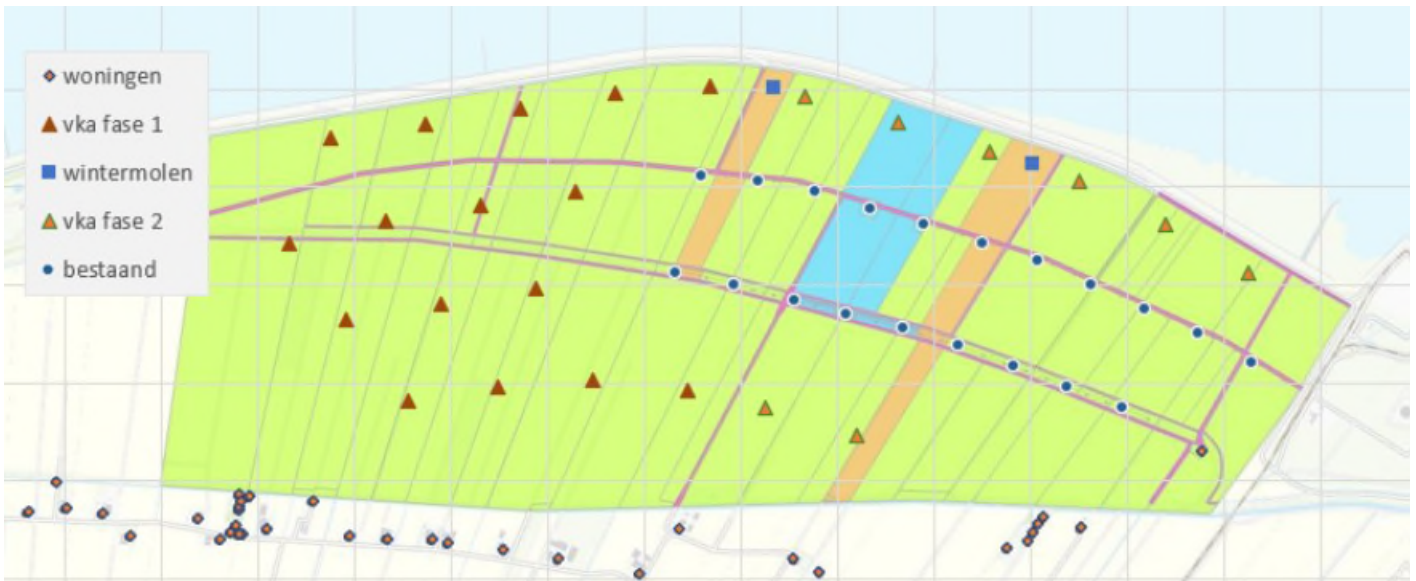 woningen
vka fase 1
wintermolen
vka fase 2
bestaand